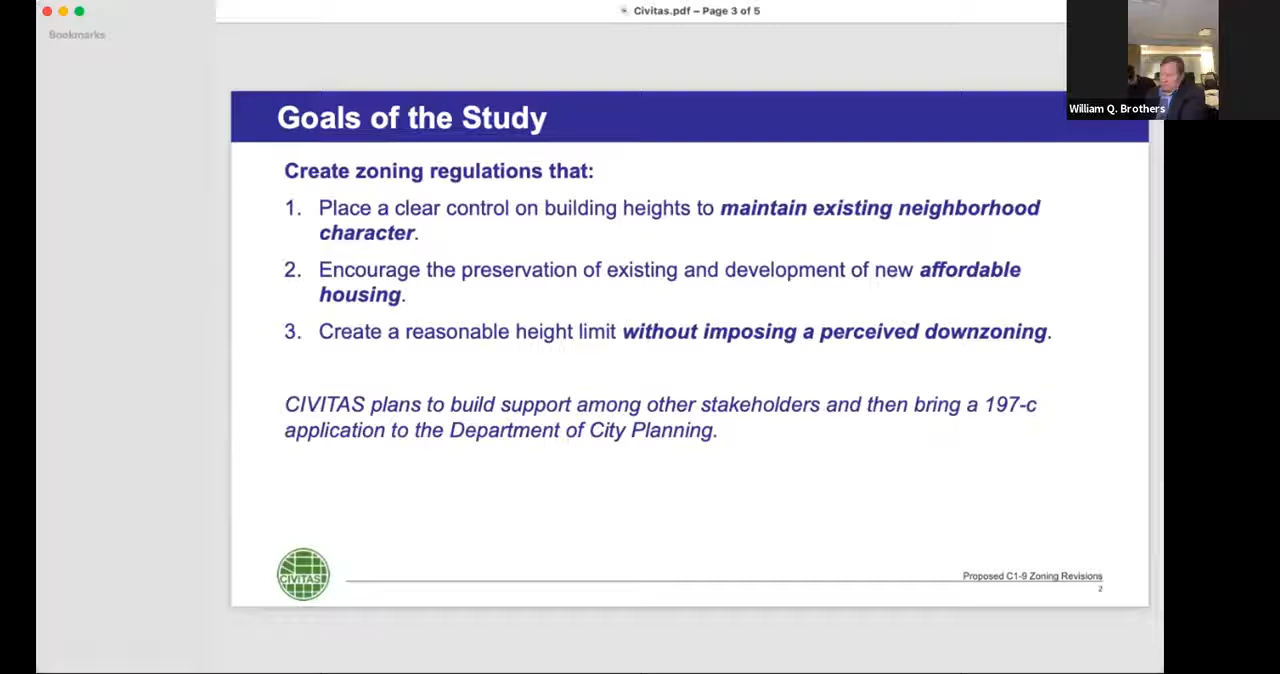 Civitas.pdf – Page 3 of 5
Bookmarks
William Q. Brothers
Goals of the Study
Create zoning regulations that:
1. Place a clear control on building heights to maintain existing neighborhood
character.
2. Encourage the preservation of existing and development of new affordable
housing.
3. Create a reasonable height limit without imposing a perceived downzoning.
CIVITAS plans to build support among other stakeholders and then bring a 197-c
application to the Department of City Planning.
CIVITAS
Proposed C1-9 Zoning Revisions
2